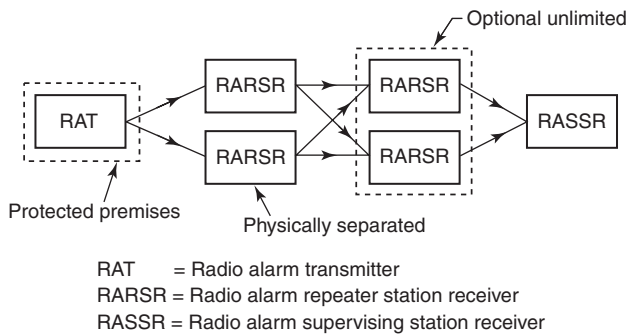 Optional unlimited
RARSR
RARSR
RAT
RASSR
RARSR
RARSR
Protected premises
Physically separated
RAT = Radio alarm transmitter
RARSR = Radio alarm repeater station receiver
RASSR = Radio alarm supervising station receiver